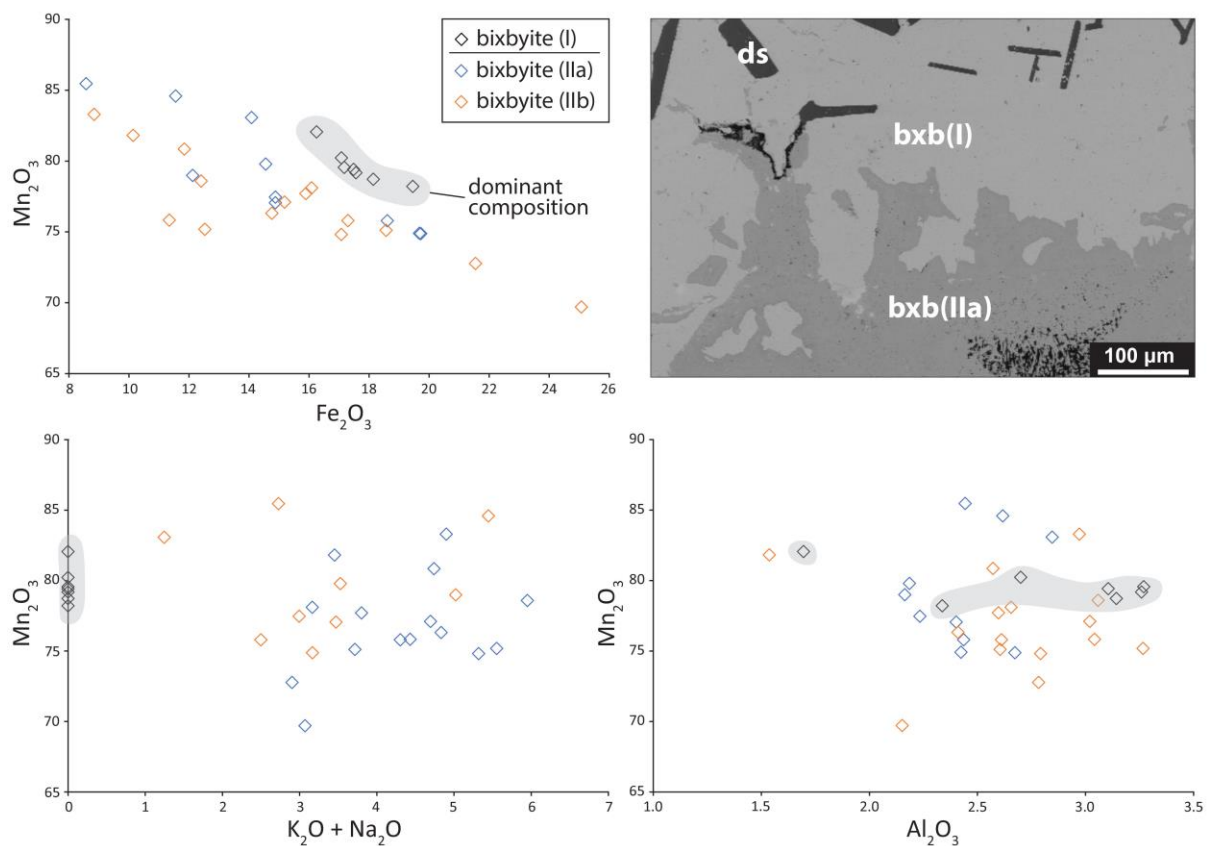 90
85
80
75
70
65
Mn₂O₃
8
10
12
14
16
18
20
22
24
26
Fe₂O₃
bixbyite (I)
bixbyite (IIa)
bixbyite (IIb)
dominant
composition
ds
bxb(I)
bxb(IIa)
100 µm
90
85
80
75
70
65
Mn₂O₃
0
1
2
3
4
5
6
7
K₂O + Na₂O
90
85
80
75
70
65
Mn₂O₃
1.0
1.5
2.0
2.5
3.0
3.5
Al₂O₃